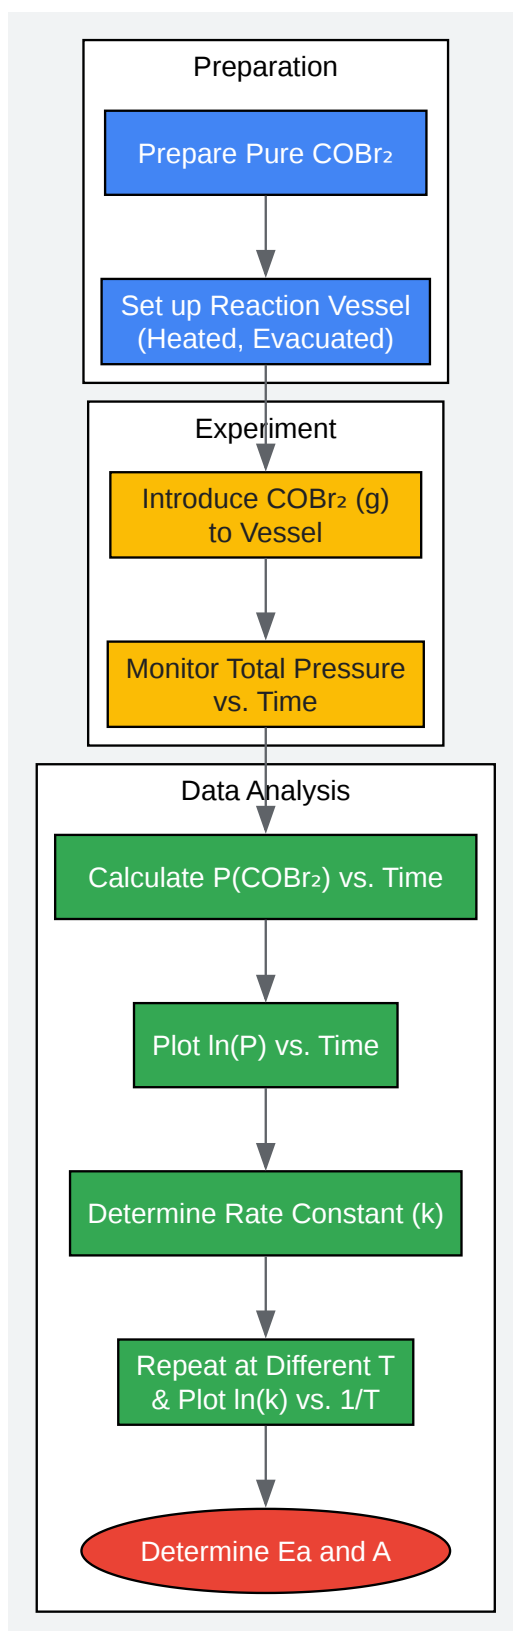 Preparation
Prepare Pure COBr₂
Set up Reaction Vessel
(Heated, Evacuated)
Experiment
Introduce COBr₂ (g)
to Vessel
Monitor Total Pressure
vs. Time
Data Analysis
Calculate P(COBr₂) vs. Time
Plot ln(P) vs. Time
Determine Rate Constant (k)
Repeat at Different T
& Plot ln(k) vs. 1/T
Determine Ea and A